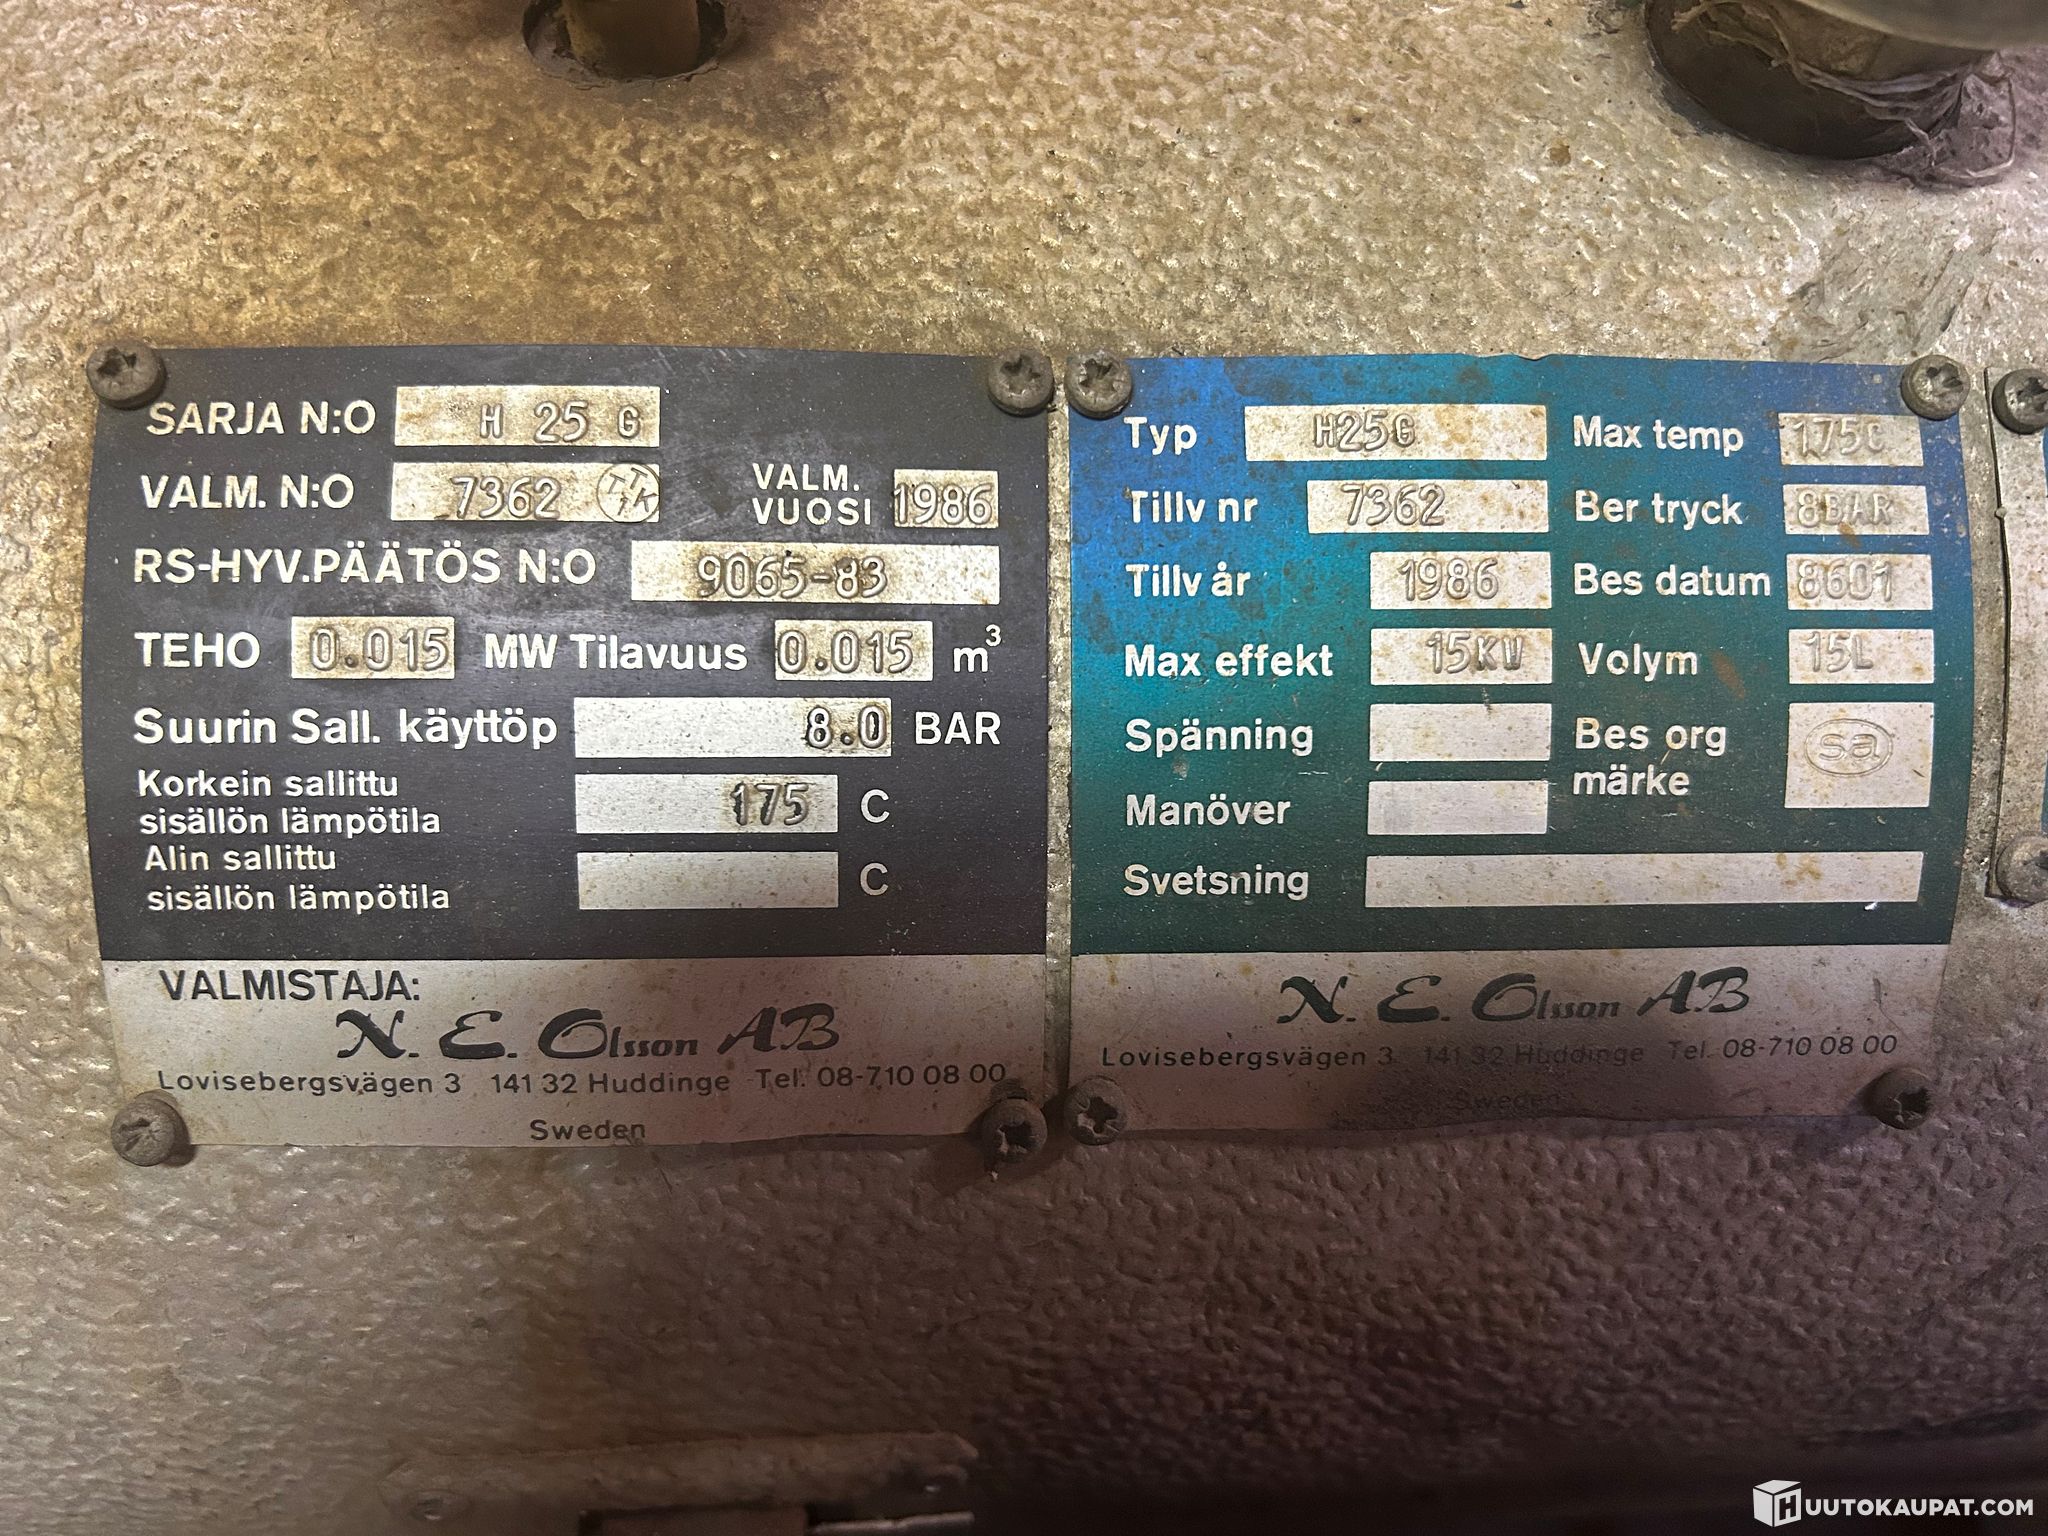 SARJA N:O H 25 G
VALM. N:O 7362 TTK VALM. VUOSI 1986
RS-HYV.PÄÄTÖS N:O 9065-83
TEHO 0.015 MW Tilavuus 0.015 m³
Suurin Sall. käyttöp 8.0 BAR
Korkein sallittu
sisällön lämpötila 175 C
Alin sallittu
sisällön lämpötila C
VALMISTAJA:
N. E. Olsson AB
Lovisebergsvägen 3 141 32 Huddinge Tel. 08-710 08 00
Sweden
Typ H25G Max temp 175C
Tillv nr 7362 Ber tryck 8BAR
Tillv år 1986 Bes datum 8601
Max effekt 15KW Volym 15L
Spänning Bes org
märke sa
Manöver
Svetsning
N. E. Olsson AB
Lovisebergsvägen 3 141 32 Huddinge Tel. 08-710 08 00
Sweden
HUUTOKAUPAT.COM